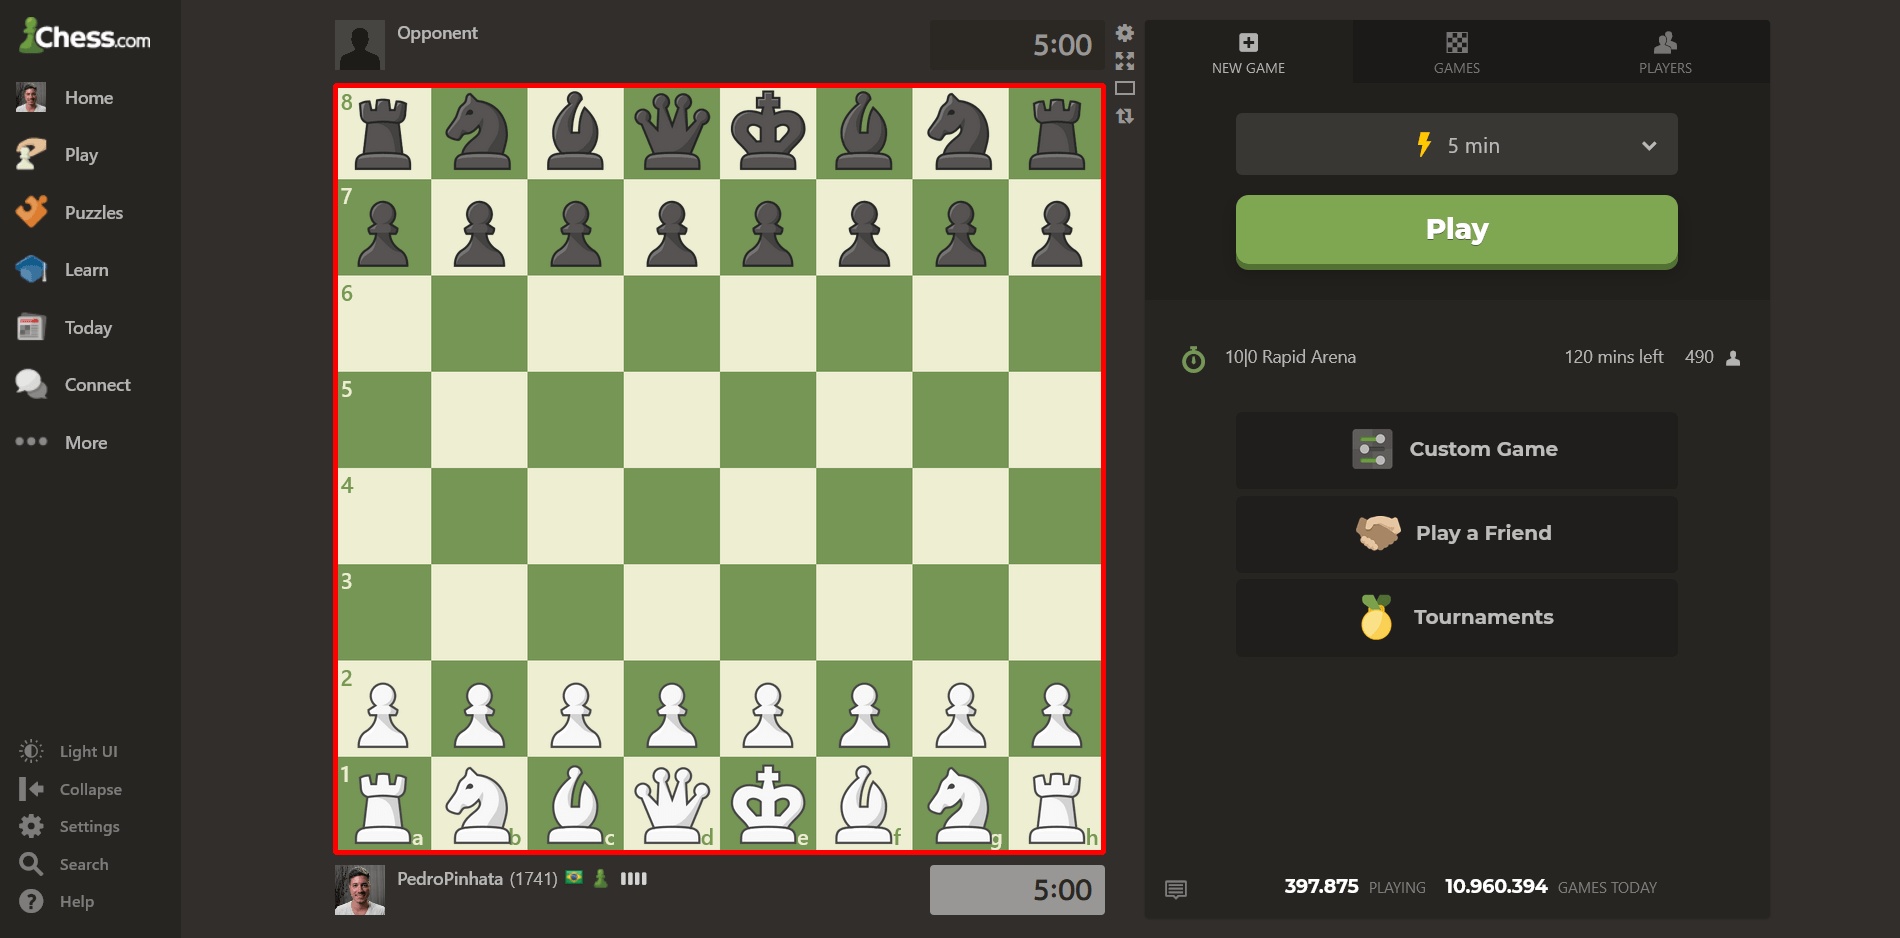 Chess.com
Home
Play
Puzzles
Learn
Today
Connect
More
Light UI
Collapse
Settings
Search
Help
Opponent
5:00
8
7
6
5
4
3
2
1
a b c d e f g h
PedroPinhata (1741)
5:00
NEW GAME
GAMES
PLAYERS
5 min
Play
10|0 Rapid Arena 120 mins left 490
Custom Game
Play a Friend
Tournaments
397.875 PLAYING 10.960.394 GAMES TODAY